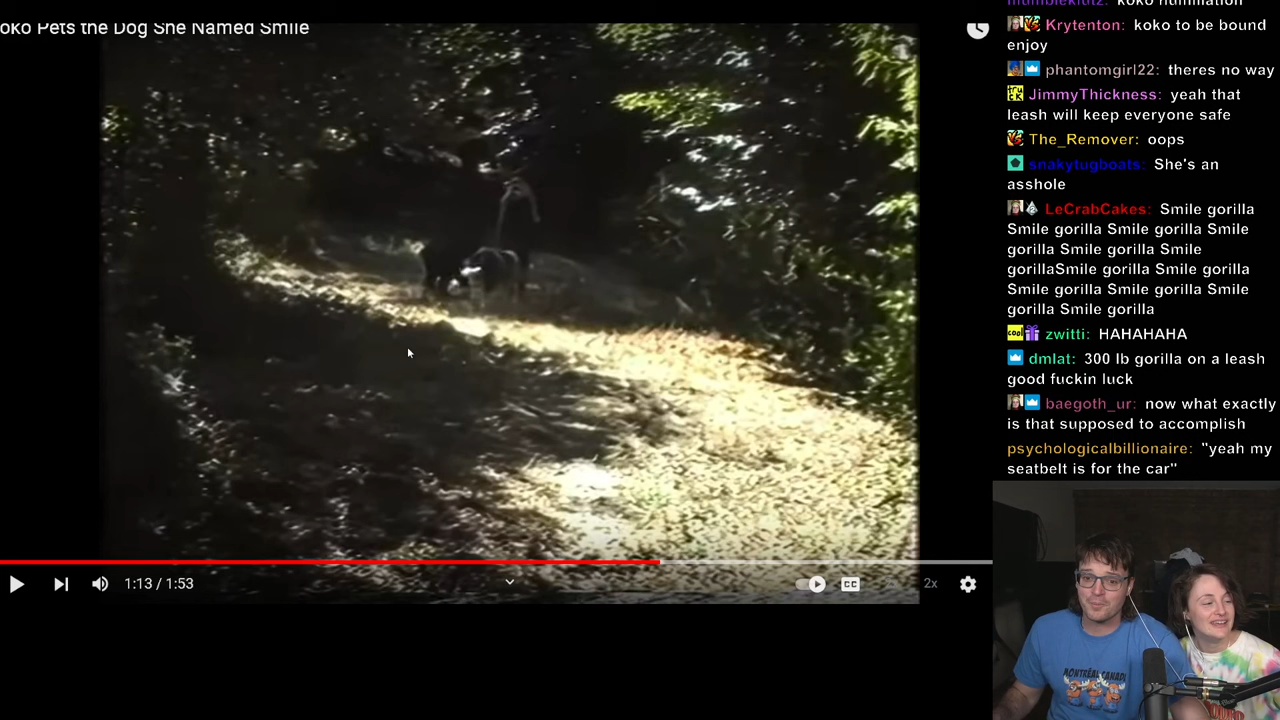 oko Pets the Dog She Named Smile
1:13 / 1:53
CC
2x
Krytenton: koko to be bound
enjoy
phantomgirl22: theres no way
JimmyThickness: yeah that
leash will keep everyone safe
The_Remover: oops
snakytugboats: She's an
asshole
LeCrabCakes: Smile gorilla
Smile gorilla Smile gorilla Smile
gorilla Smile gorilla Smile
gorillaSmile gorilla Smile gorilla
Smile gorilla Smile gorilla Smile
gorilla Smile gorilla
zwitti: HAHAHAHA
dmlat: 300 lb gorilla on a leash
good fuckin luck
baegoth_ur: now what exactly
is that supposed to accomplish
psychologicalbillionaire: "yeah my
seatbelt is for the car"
MONTRÉAL CANADA